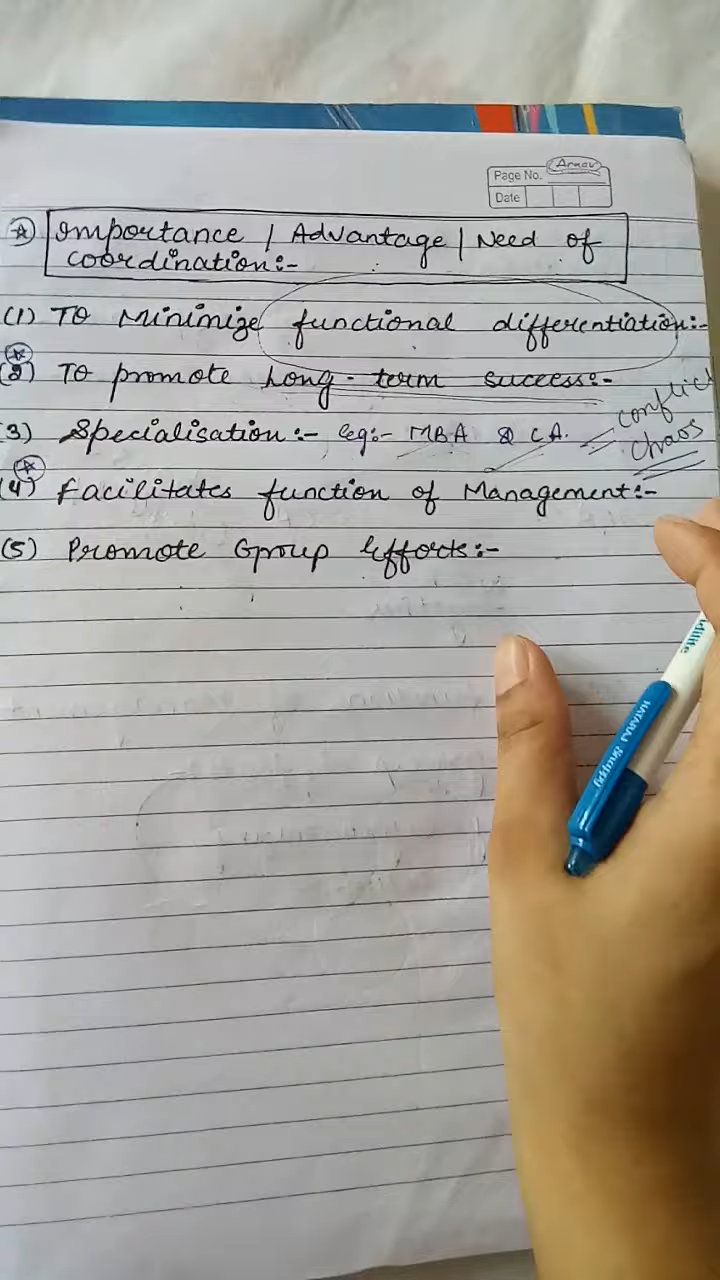 Page No. Arnav
Date
Importance / Advantage / Need of
coordination:-
(1) To Minimize functional differentiation:-
(2) To promote Long-term success:-
(3) Specialisation:- eg:- MBA & CA. conflict
chaos
(4) Facilitates function of Management:-
(5) Promote Group Efforts:-
NATARAJ